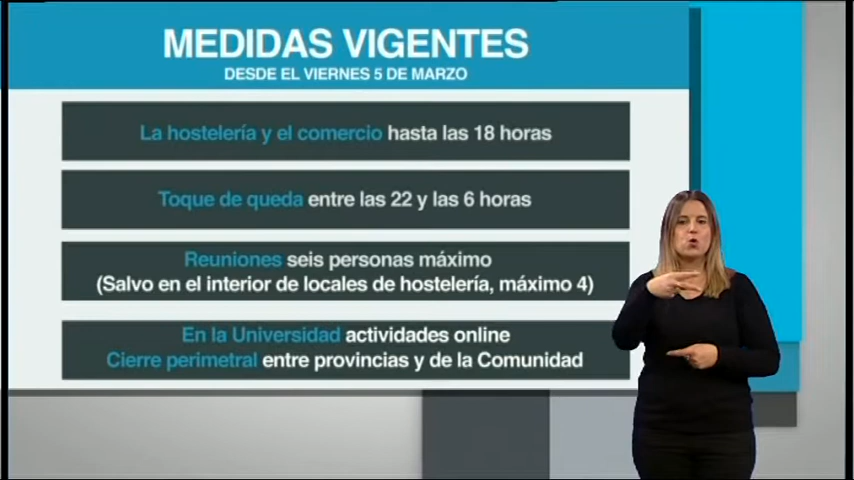 MEDIDAS VIGENTES
DESDE EL VIERNES 5 DE MARZO
La hostelería y el comercio hasta las 18 horas
Toque de queda entre las 22 y las 6 horas
Reuniones seis personas máximo
(Salvo en el interior de locales de hostelería, máximo 4)
En la Universidad actividades online
Cierre perimetral entre provincias y de la Comunidad